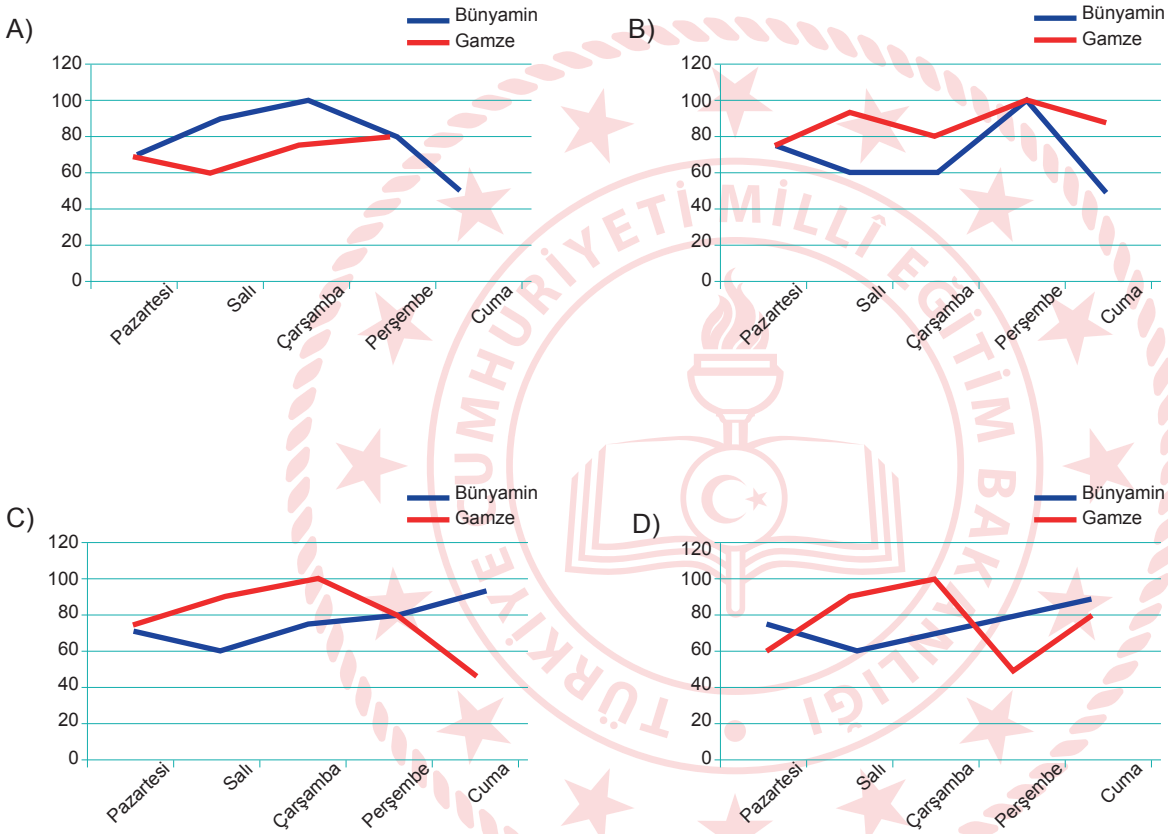 A)
Bünyamin
Gamze
120
100
80
60
40
20
0
Pazartesi
Salı
Çarşamba
Perşembe
Cuma
B)
Bünyamin
Gamze
120
100
80
60
40
20
0
Pazartesi
Salı
Çarşamba
Perşembe
Cuma
C)
Bünyamin
Gamze
120
100
80
60
40
20
0
Pazartesi
Salı
Çarşamba
Perşembe
Cuma
D)
Bünyamin
Gamze
120
100
80
60
40
20
0
Pazartesi
Salı
Çarşamba
Perşembe
Cuma
TÜRKİYE CUMHURİYETİ MİLLÎ EĞİTİM BAKANLIĞI